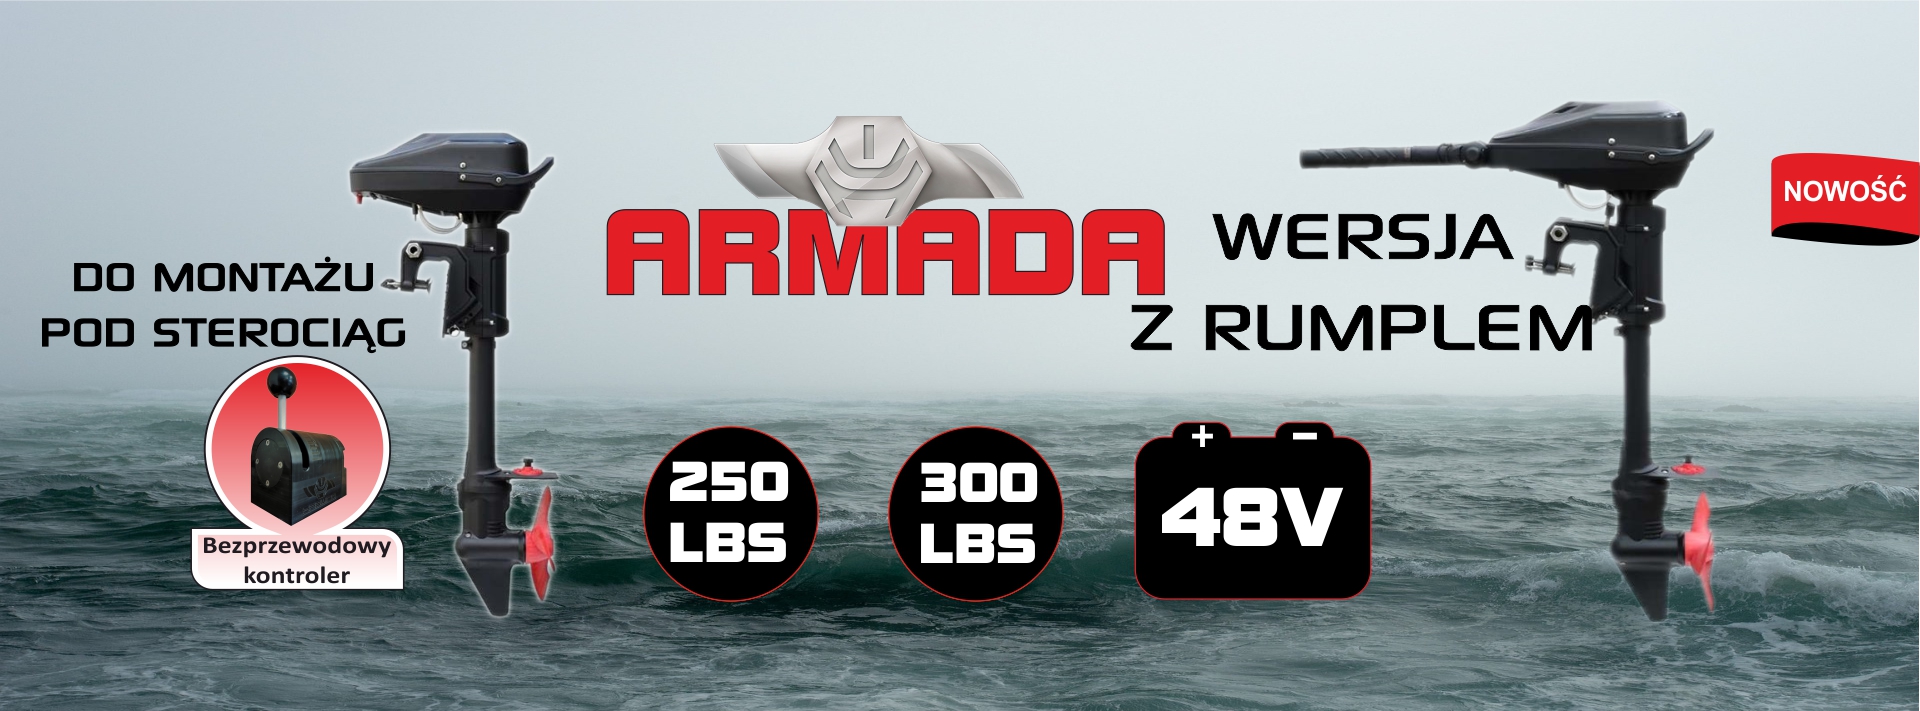 DO MONTAŻU
POD STEROCIĄG
Bezprzewodowy
kontroler
ARMADA
250
LBS
300
LBS
+ −
48V
WERSJA
Z RUMPLEM
NOWOŚĆ